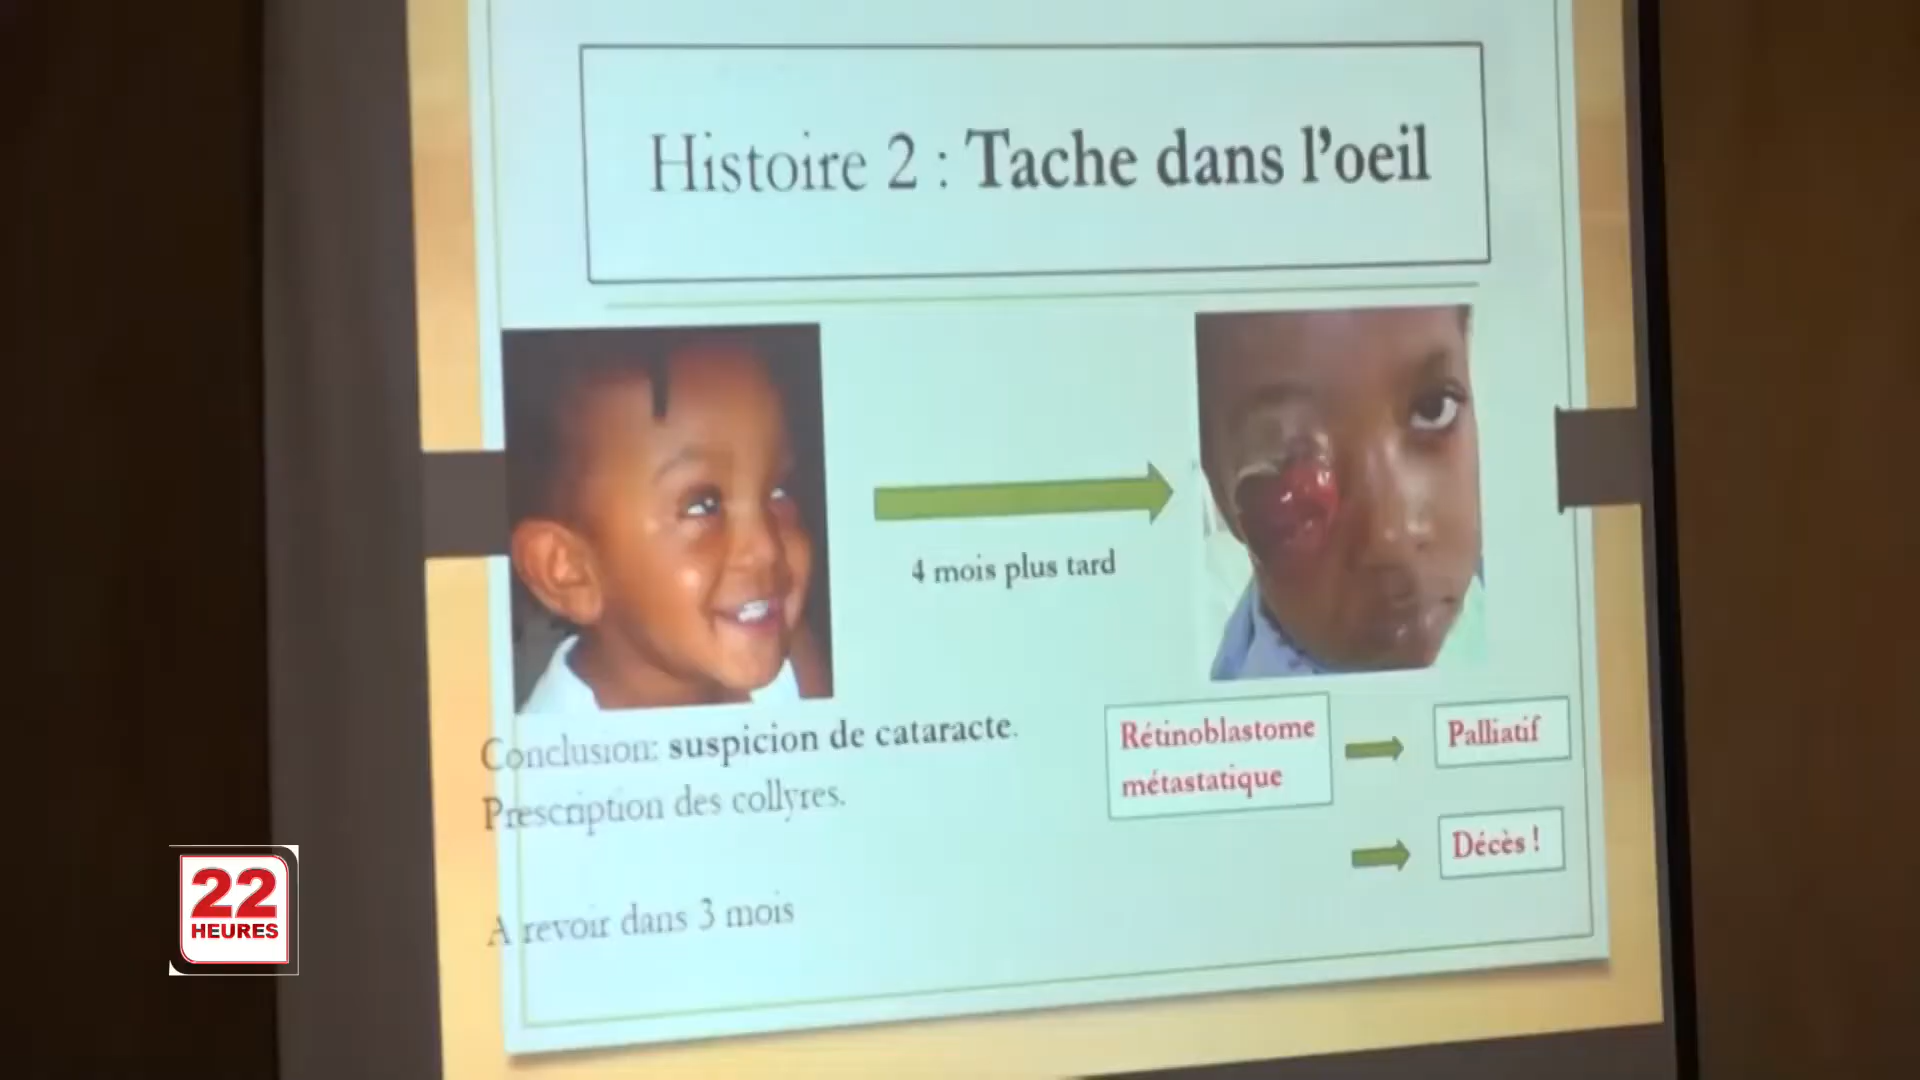 Histoire 2 : Tache dans l'oeil
4 mois plus tard
Conclusion: suspicion de cataracte.
Prescription des collyres.
A revoir dans 3 mois
Rétinoblastome
métastatique
Palliatif
Décès !
22
HEURES